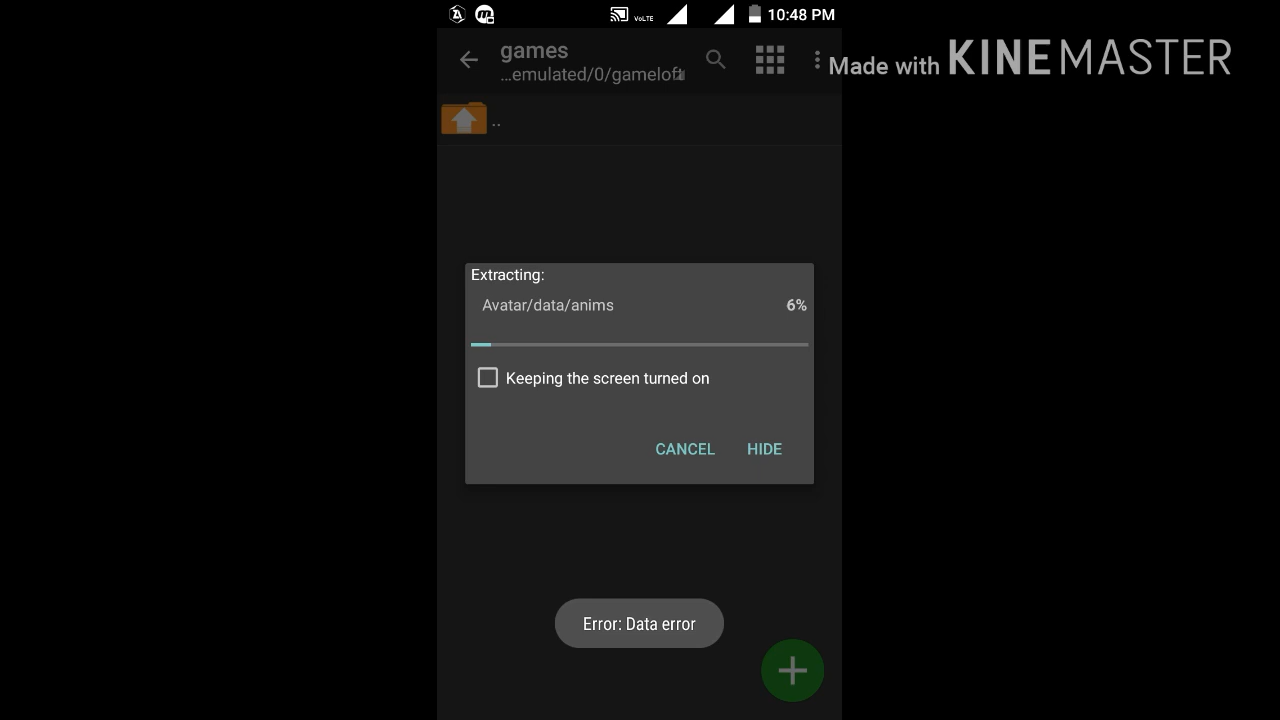 VoLTE 10:48 PM
games
...emulated/0/gameloft
Made with KINEMASTER
..
Extracting:
Avatar/data/anims 6%
Keeping the screen turned on
CANCEL HIDE
Error: Data error